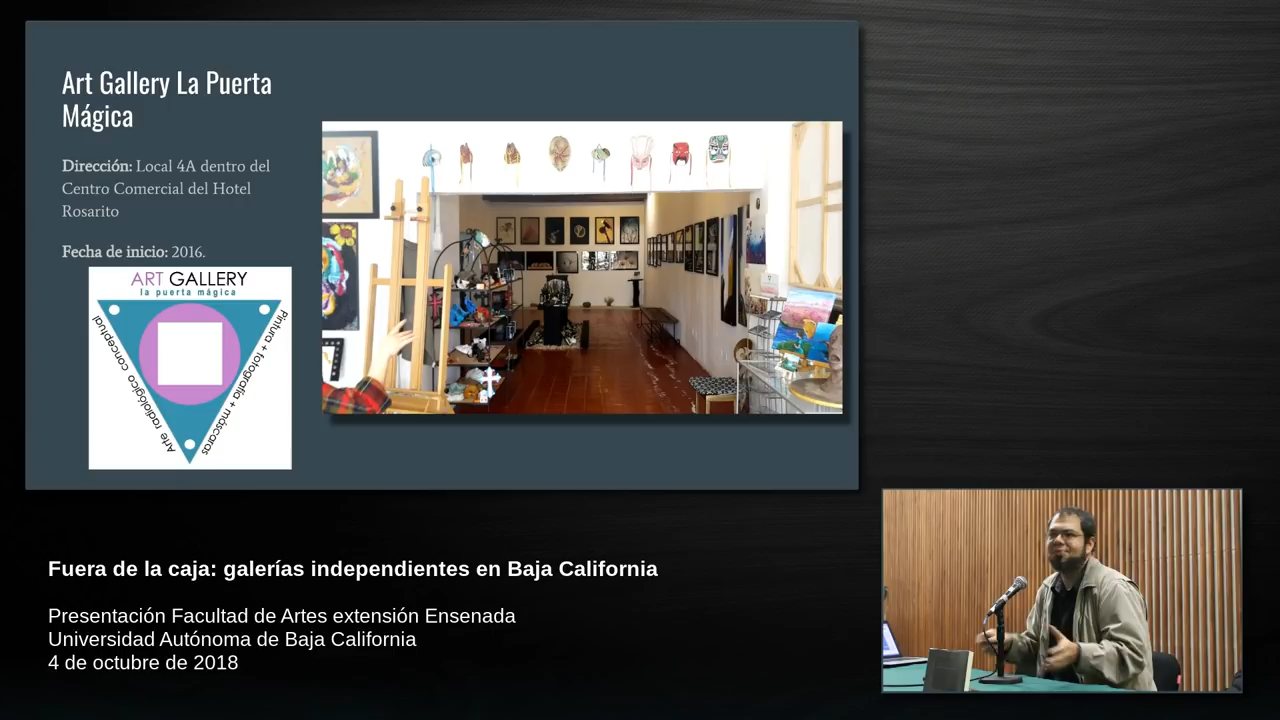 Art Gallery La Puerta
Mágica
Dirección: Local 4A dentro del
Centro Comercial del Hotel
Rosarito
Fecha de inicio: 2016.
ART GALLERY
la puerta mágica
Arte radiológico conceptual
Pintura + fotografía + máscaras
Fuera de la caja: galerías independientes en Baja California
Presentación Facultad de Artes extensión Ensenada
Universidad Autónoma de Baja California
4 de octubre de 2018